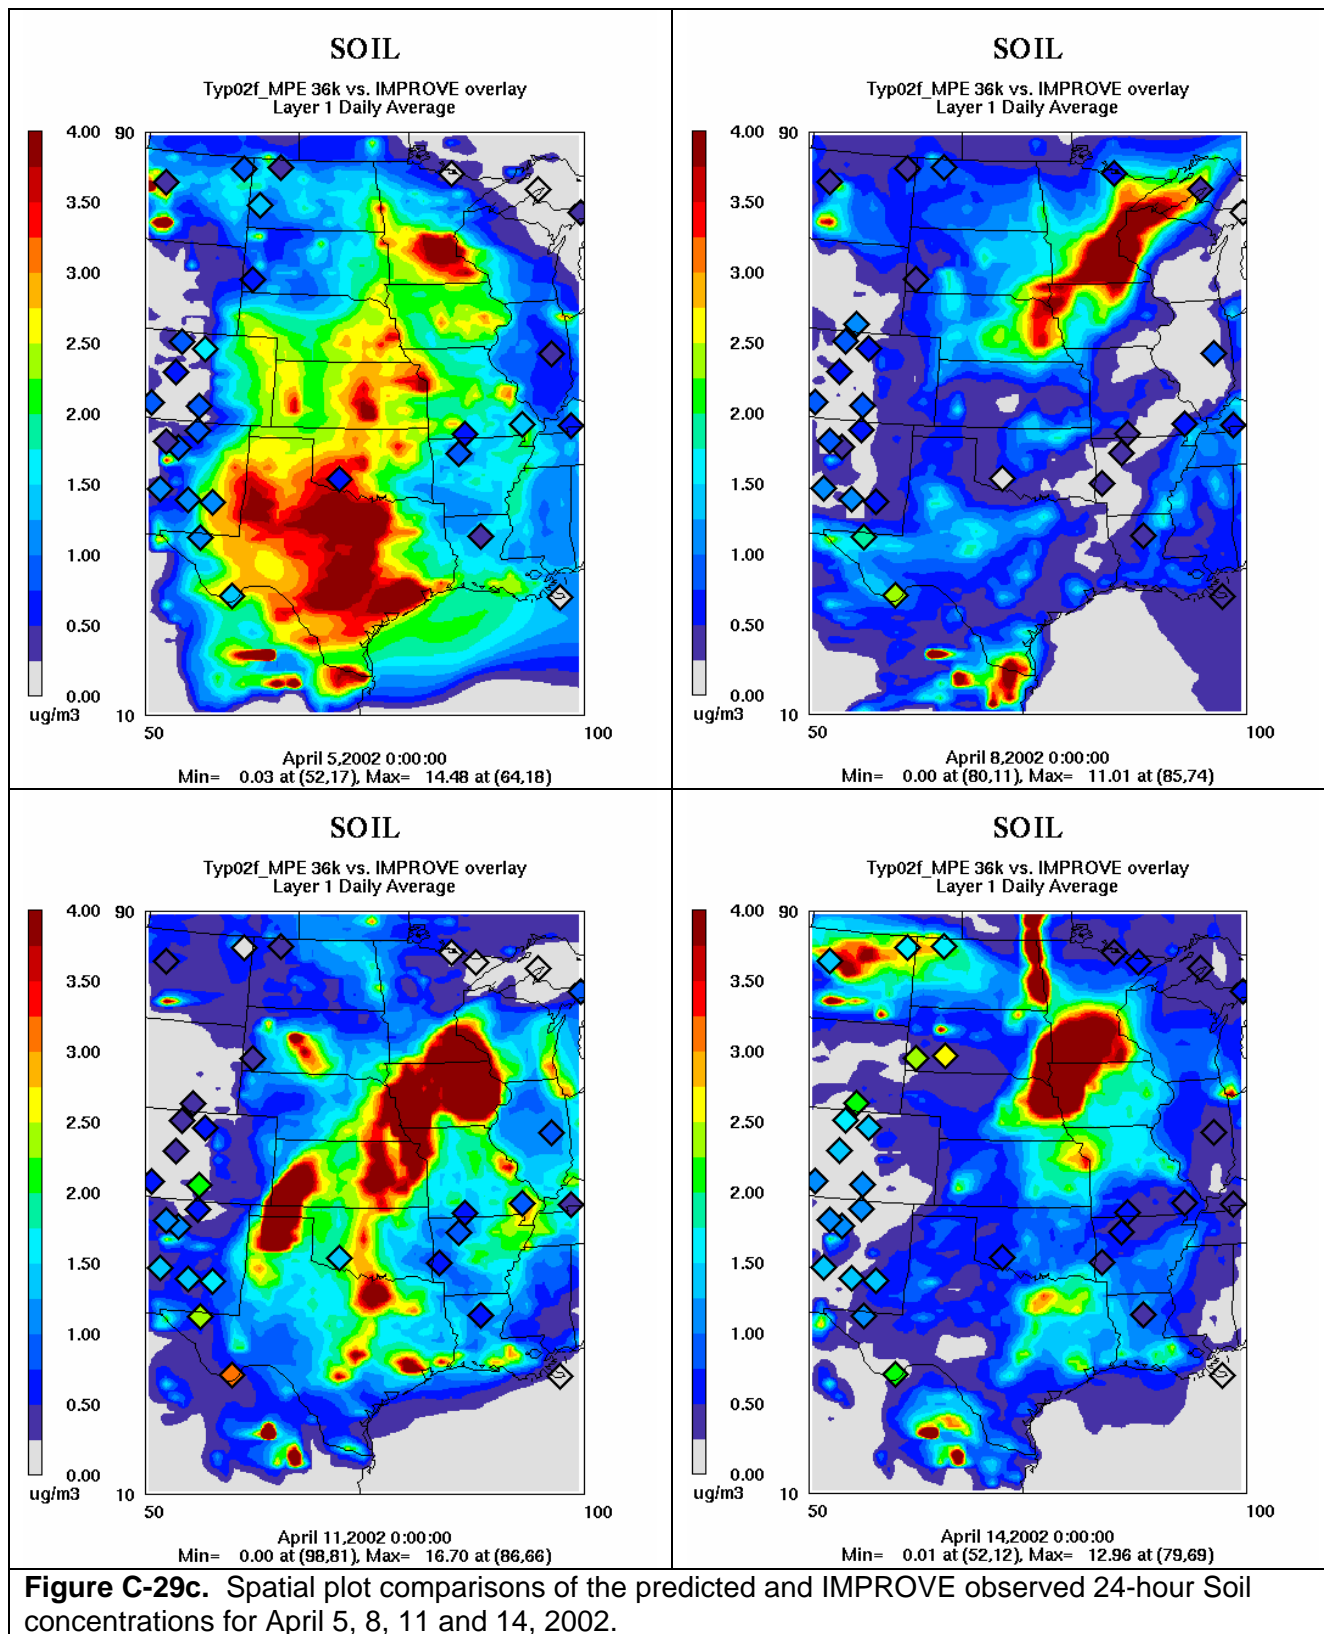 SOIL
Typ02f_MPE 36k vs. IMPROVE overlay
Layer 1 Daily Average
4.00
3.50
3.00
2.50
2.00
1.50
1.00
0.50
0.00
ug/m3
90
10
50
100
April 5,2002 0:00:00
Min= 0.03 at (52,17), Max= 14.48 at (64,18)
SOIL
Typ02f_MPE 36k vs. IMPROVE overlay
Layer 1 Daily Average
4.00
3.50
3.00
2.50
2.00
1.50
1.00
0.50
0.00
ug/m3
90
10
50
100
April 8,2002 0:00:00
Min= 0.00 at (80,11), Max= 11.01 at (85,74)
SOIL
Typ02f_MPE 36k vs. IMPROVE overlay
Layer 1 Daily Average
4.00
3.50
3.00
2.50
2.00
1.50
1.00
0.50
0.00
ug/m3
90
10
50
100
April 11,2002 0:00:00
Min= 0.00 at (98,81), Max= 16.70 at (86,66)
SOIL
Typ02f_MPE 36k vs. IMPROVE overlay
Layer 1 Daily Average
4.00
3.50
3.00
2.50
2.00
1.50
1.00
0.50
0.00
ug/m3
90
10
50
100
April 14,2002 0:00:00
Min= 0.01 at (52,12), Max= 12.96 at (79,69)
Figure C-29c. Spatial plot comparisons of the predicted and IMPROVE observed 24-hour Soil
concentrations for April 5, 8, 11 and 14, 2002.